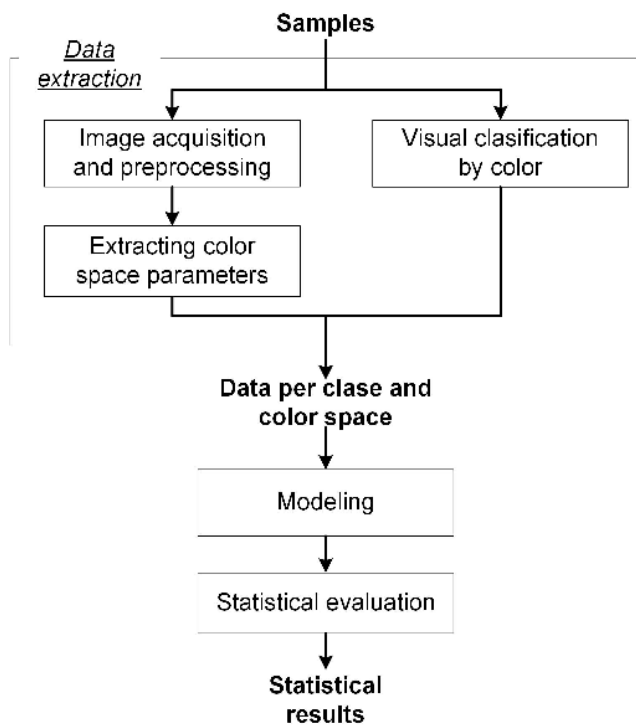 Samples
Data
extraction
Image acquisition
and preprocessing
Visual clasification
by color
Extracting color
space parameters
Data per clase and
color space
Modeling
Statistical evaluation
Statistical
results